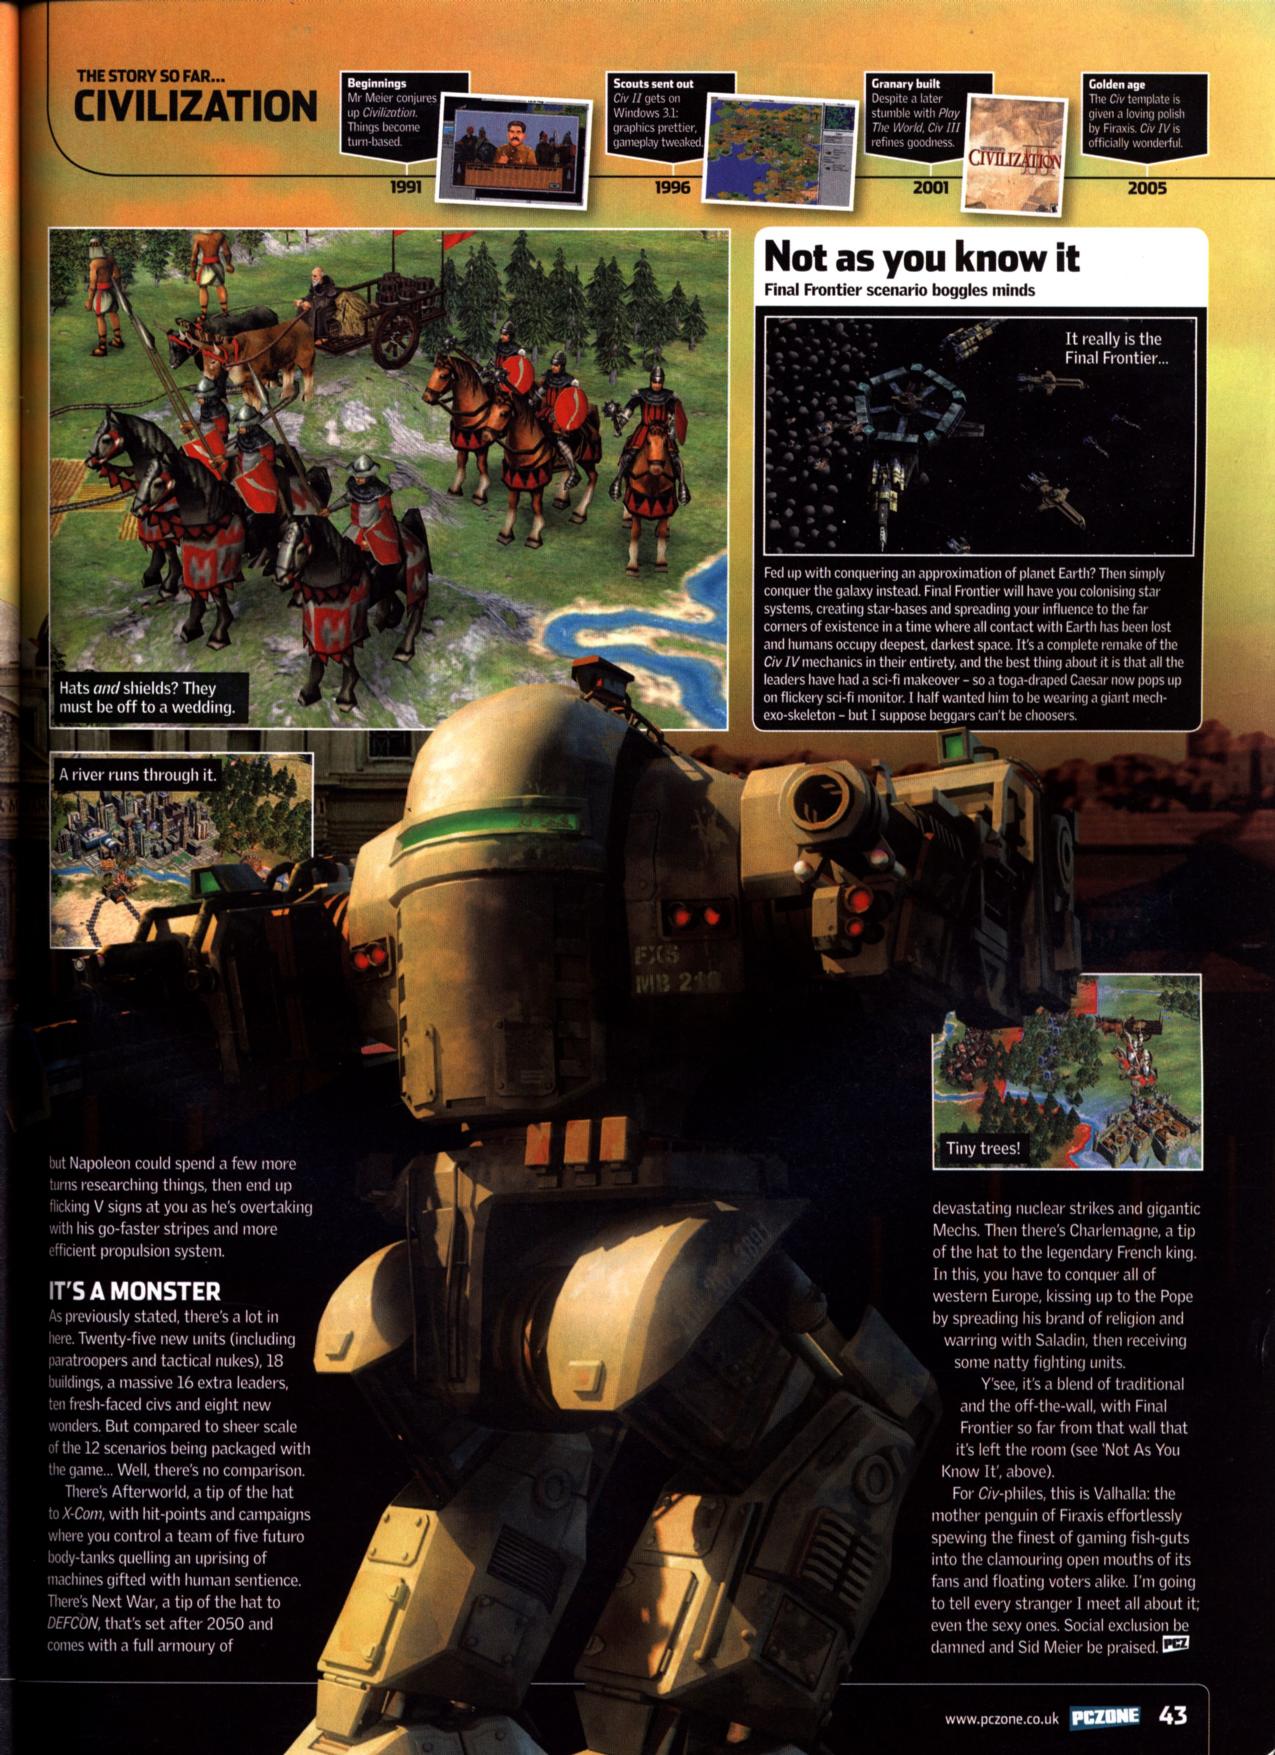 THE STORY SO FAR...
CIVILIZATION
Beginnings
Mr Meier conjures
up Civilization.
Things become
turn-based.
1991
Scouts sent out
Civ II gets on
Windows 3.1:
graphics prettier,
gameplay tweaked.
1996
Granary built
Despite a later
stumble with Play
The World, Civ III
refines goodness.
2001
CIVILIZATION
III
Golden age
The Civ template is
given a loving polish
by Firaxis. Civ IV is
officially wonderful.
2005
Hats and shields? They
must be off to a wedding.
Not as you know it
Final Frontier scenario boggles minds
It really is the
Final Frontier...
Fed up with conquering an approximation of planet Earth? Then simply
conquer the galaxy instead. Final Frontier will have you colonising star
systems, creating star-bases and spreading your influence to the far
corners of existence in a time where all contact with Earth has been lost
and humans occupy deepest, darkest space. It's a complete remake of the
Civ IV mechanics in their entirety, and the best thing about it is that all the
leaders have had a sci-fi makeover – so a toga-draped Caesar now pops up
on flickery sci-fi monitor. I half wanted him to be wearing a giant mech-
exo-skeleton – but I suppose beggars can't be choosers.
A river runs through it.
FXS
MB 210
but Napoleon could spend a few more
turns researching things, then end up
flicking V signs at you as he's overtaking
with his go-faster stripes and more
efficient propulsion system.
IT'S A MONSTER
As previously stated, there's a lot in
here. Twenty-five new units (including
paratroopers and tactical nukes), 18
buildings, a massive 16 extra leaders,
ten fresh-faced civs and eight new
wonders. But compared to sheer scale
of the 12 scenarios being packaged with
the game... Well, there's no comparison.
There's Afterworld, a tip of the hat
to X-Com, with hit-points and campaigns
where you control a team of five futuro
body-tanks quelling an uprising of
machines gifted with human sentience.
There's Next War, a tip of the hat to
DEFCON, that's set after 2050 and
comes with a full armoury of
Tiny trees!
devastating nuclear strikes and gigantic
Mechs. Then there's Charlemagne, a tip
of the hat to the legendary French king.
In this, you have to conquer all of
western Europe, kissing up to the Pope
by spreading his brand of religion and
warring with Saladin, then receiving
some natty fighting units.
Y'see, it's a blend of traditional
and the off-the-wall, with Final
Frontier so far from that wall that
it's left the room (see 'Not As You
Know It', above).
For Civ-philes, this is Valhalla: the
mother penguin of Firaxis effortlessly
spewing the finest of gaming fish-guts
into the clamouring open mouths of its
fans and floating voters alike. I'm going
to tell every stranger I meet all about it;
even the sexy ones. Social exclusion be
damned and Sid Meier be praised. PCZ
www.pczone.co.uk PCZONE 43